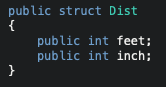 public struct Dist
{
    public int feet;
    public int inch;
}